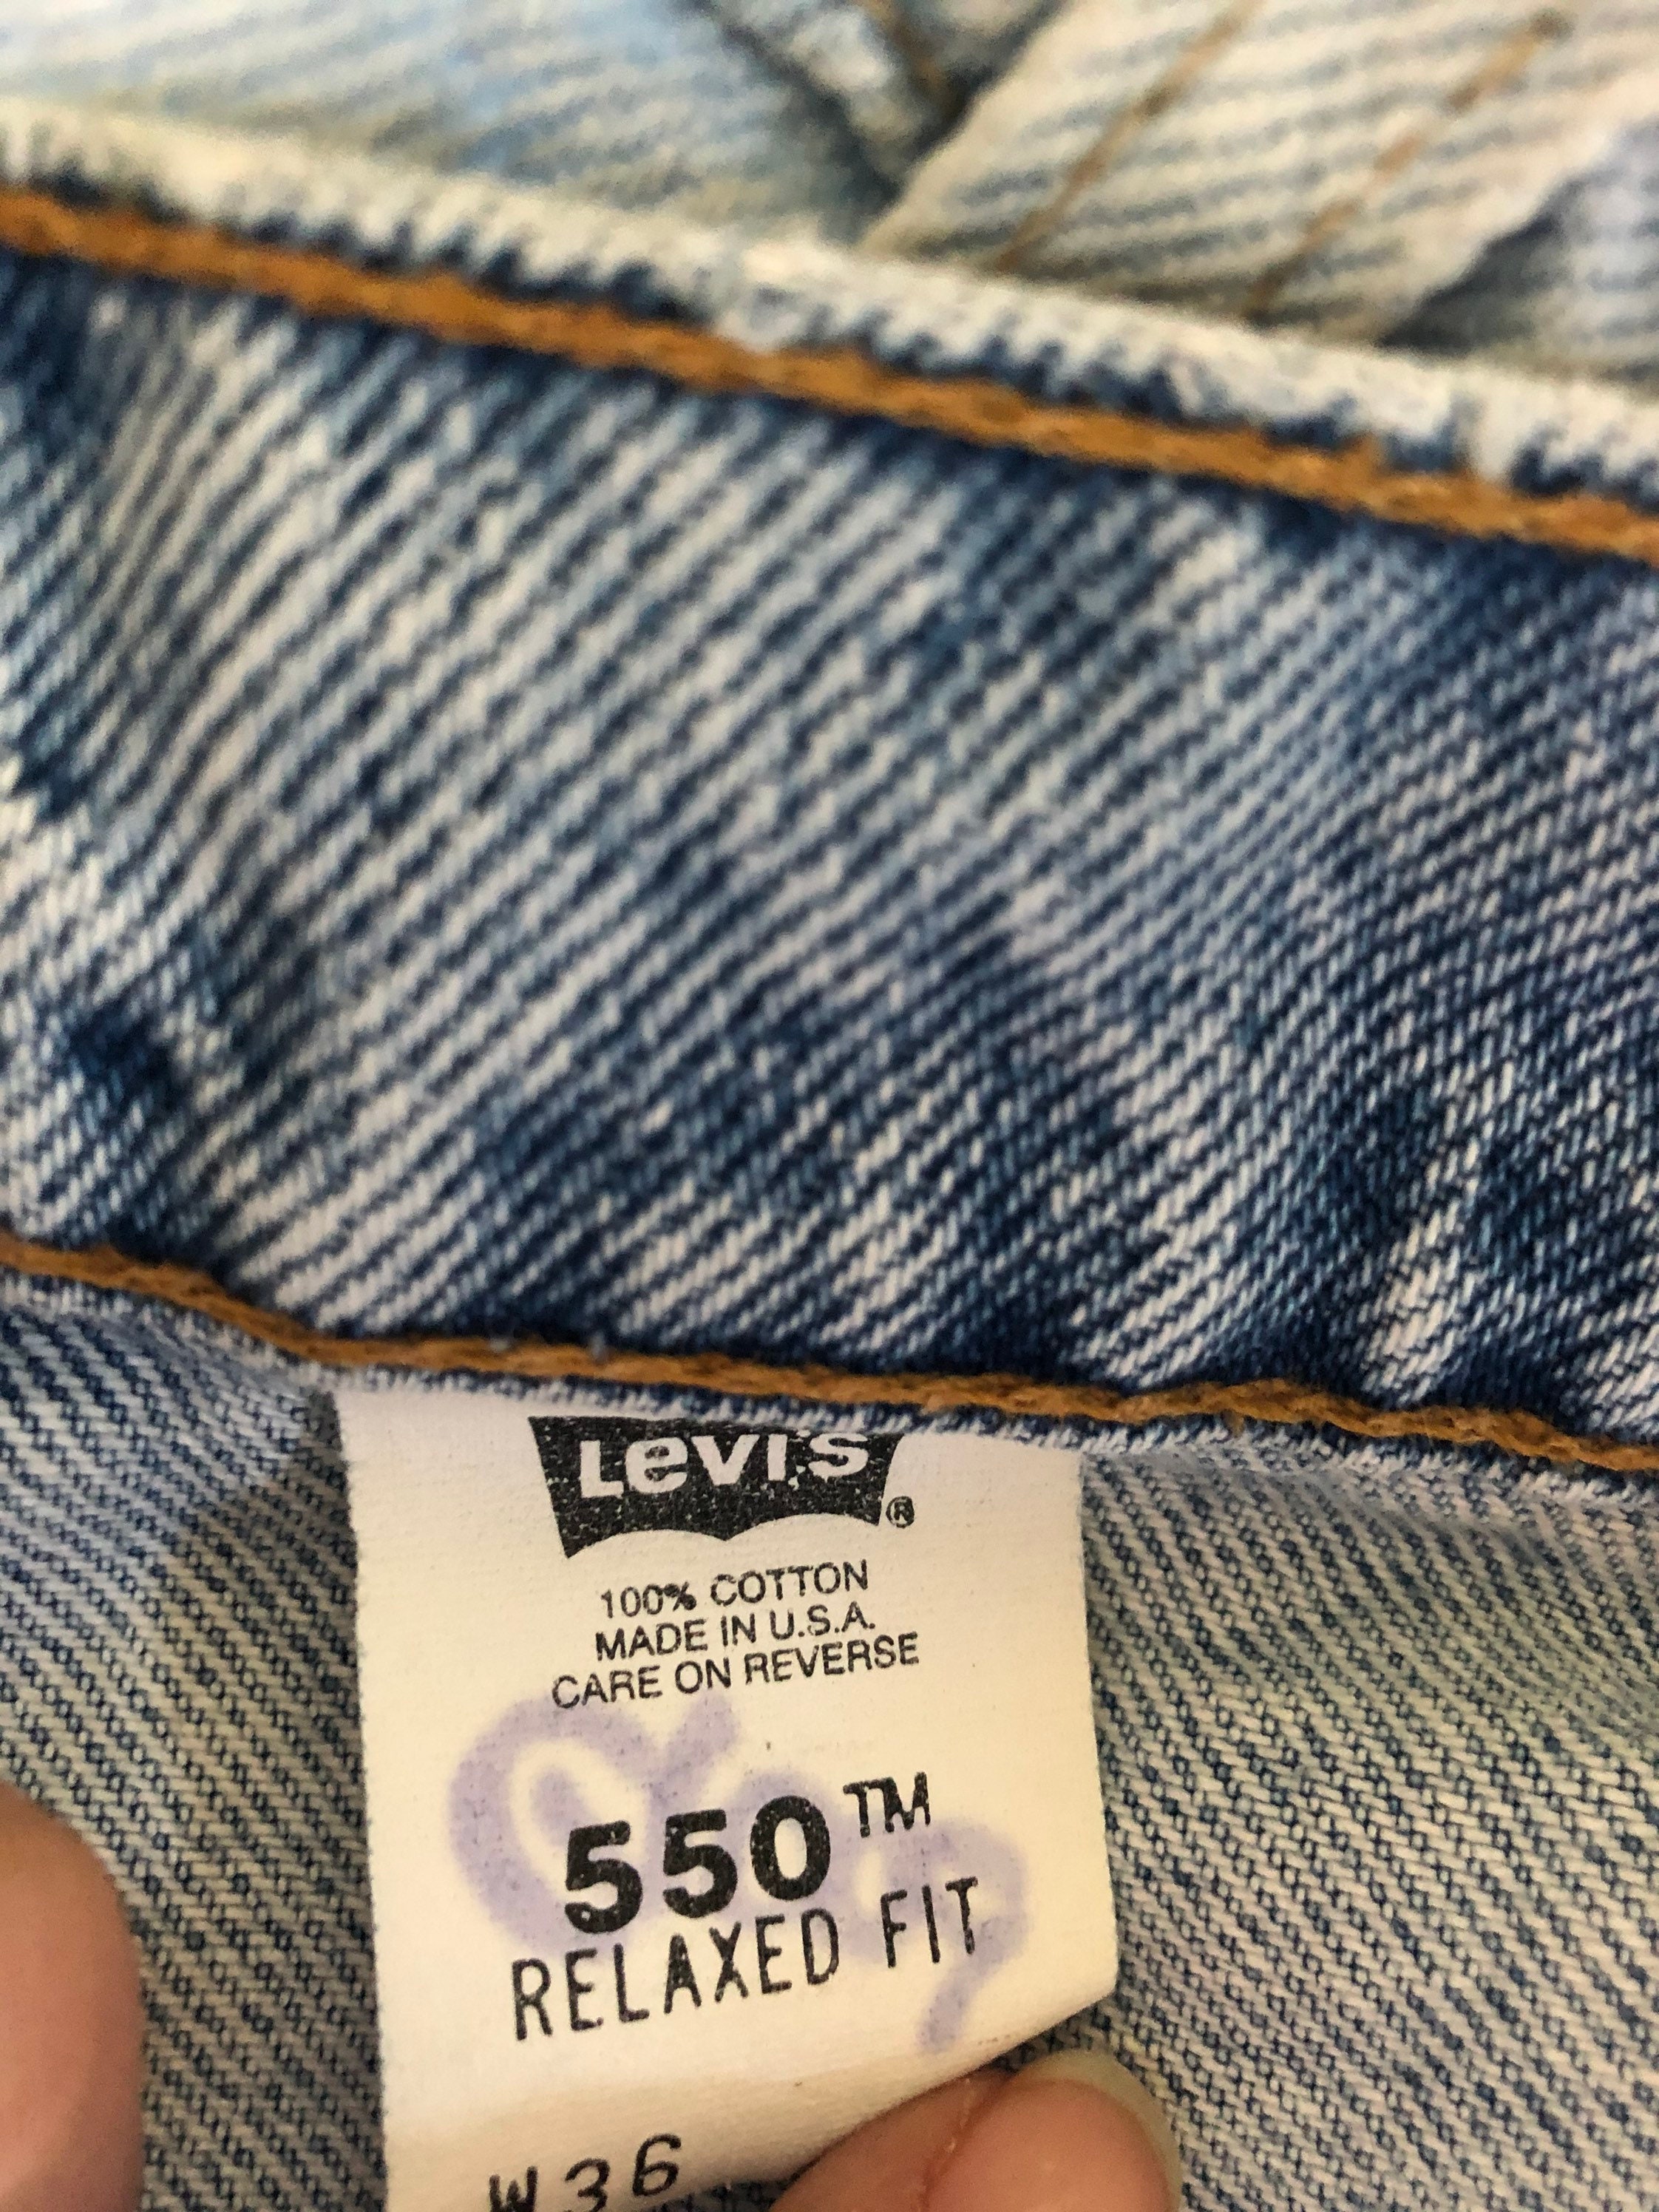 Levi's ®
100% COTTON
MADE IN U.S.A.
CARE ON REVERSE
550™
RELAXED FIT
W36